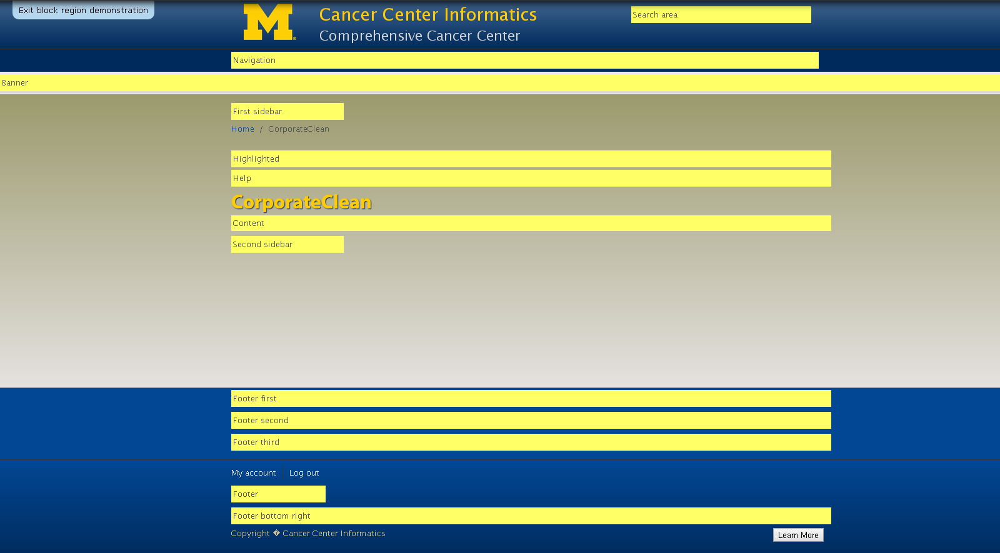 Exit block region demonstration
M®
Cancer Center Informatics
Comprehensive Cancer Center
Search area
Navigation
Banner
First sidebar
Home / CorporateClean
Highlighted
Help
CorporateClean
Content
Second sidebar
Footer first
Footer second
Footer third
My account Log out
Footer
Footer bottom right
Copyright � Cancer Center Informatics
Learn More